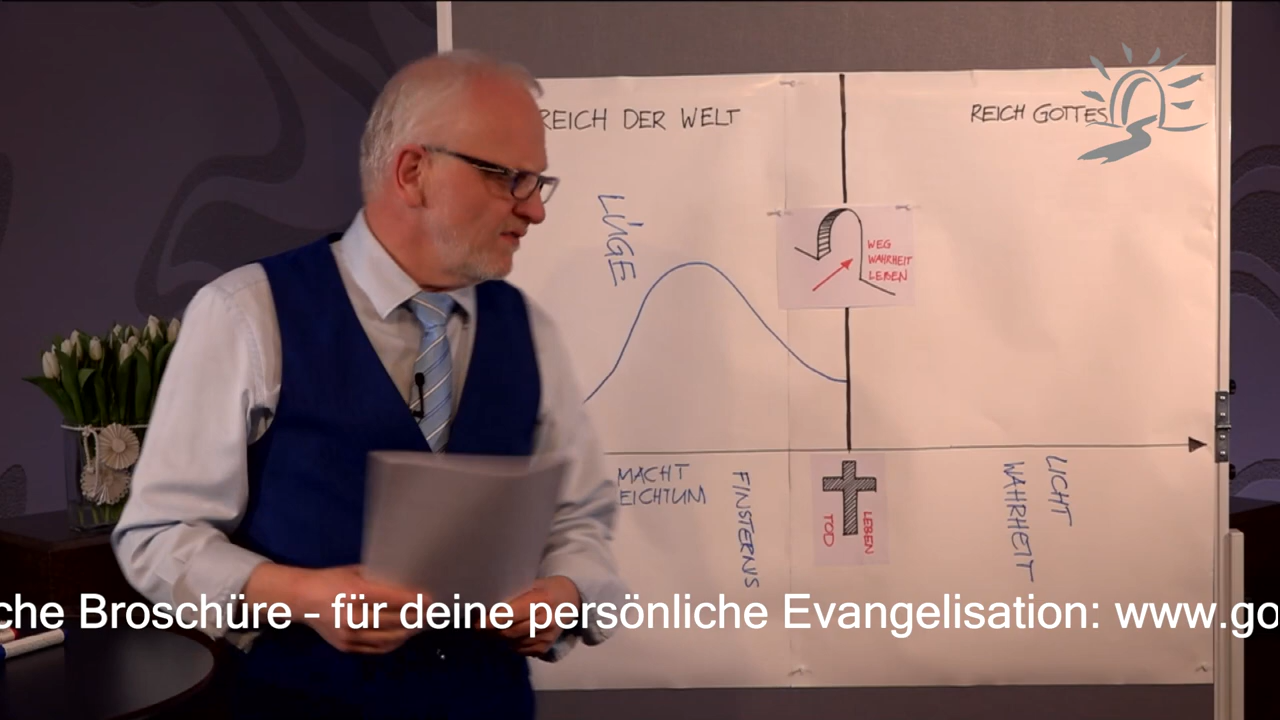 REICH DER WELT
REICH GOTTES
LÜGE
WEG
WAHRHEIT
LEBEN
MACHT
EICHTUM
FINSTERNIS
TOD
LEBEN
WAHRHEIT
LICHT
che Broschüre – für deine persönliche Evangelisation: www.go